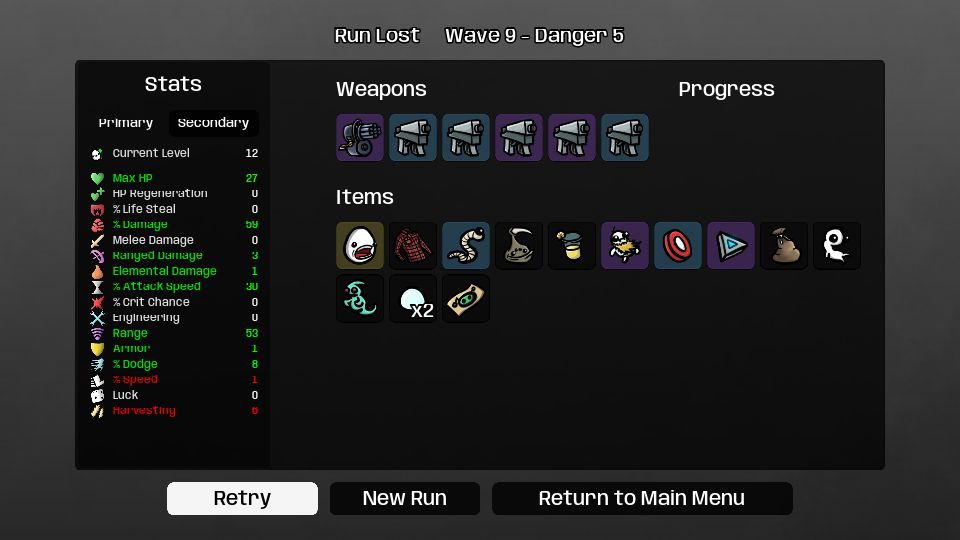 Run Lost Wave 9 - Danger 5
Stats
Primary Secondary
Current Level 12
Max HP 27
HP Regeneration 0
% Life Steal 0
% Damage 59
Melee Damage 0
Ranged Damage 3
Elemental Damage 1
% Attack Speed 30
% Crit Chance 0
Engineering 0
Range 53
Armor 1
% Dodge 8
% Speed 1
Luck 0
Harvesting
Weapons
Progress
Items
X2
Retry
New Run
Return to Main Menu